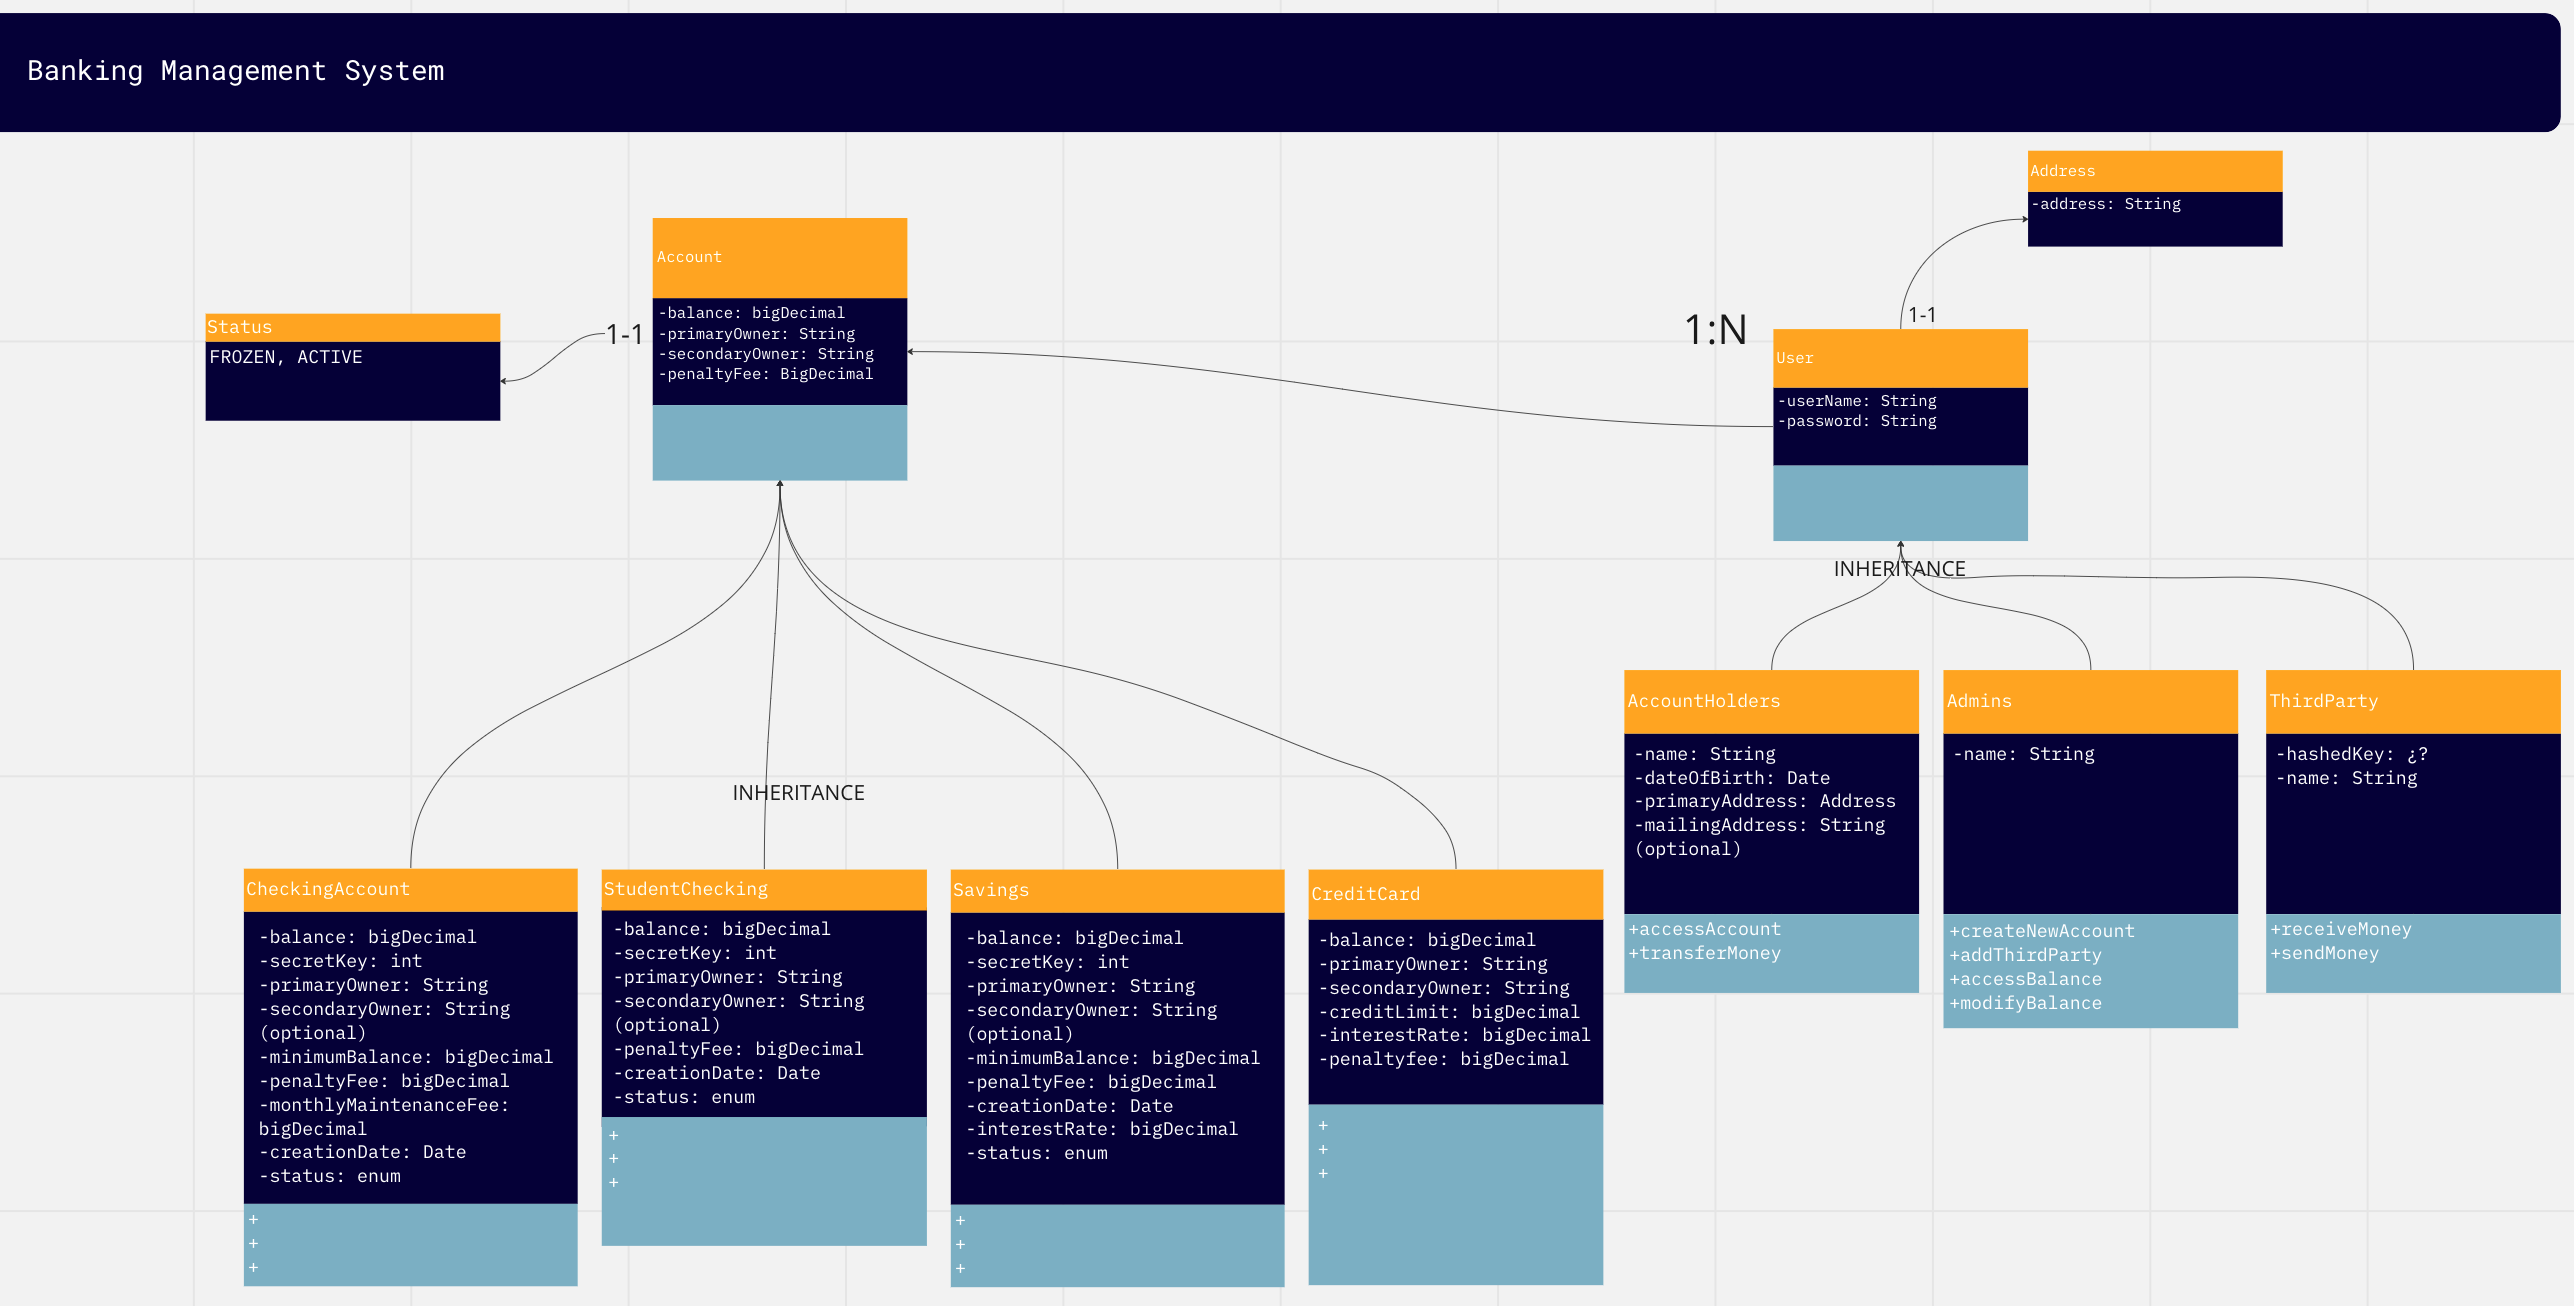 Banking Management System
Address
-address: String
Account
-balance: bigDecimal
-primaryOwner: String
-secondaryOwner: String
-penaltyFee: BigDecimal
Status
FROZEN, ACTIVE
1-1
1:N
1-1
User
-userName: String
-password: String
INHERITANCE
AccountHolders
-name: String
-dateOfBirth: Date
-primaryAddress: Address
-mailingAddress: String
(optional)
+accessAccount
+transferMoney
Admins
-name: String
+createNewAccount
+addThirdParty
+accessBalance
+modifyBalance
ThirdParty
-hashedKey: ¿?
-name: String
+receiveMoney
+sendMoney
INHERITANCE
CheckingAccount
-balance: bigDecimal
-secretKey: int
-primaryOwner: String
-secondaryOwner: String
(optional)
-minimumBalance: bigDecimal
-penaltyFee: bigDecimal
-monthlyMaintenanceFee:
bigDecimal
-creationDate: Date
-status: enum
+
+
+
StudentChecking
-balance: bigDecimal
-secretKey: int
-primaryOwner: String
-secondaryOwner: String
(optional)
-penaltyFee: bigDecimal
-creationDate: Date
-status: enum
+
+
+
Savings
-balance: bigDecimal
-secretKey: int
-primaryOwner: String
-secondaryOwner: String
(optional)
-minimumBalance: bigDecimal
-penaltyFee: bigDecimal
-creationDate: Date
-interestRate: bigDecimal
-status: enum
+
+
+
CreditCard
-balance: bigDecimal
-primaryOwner: String
-secondaryOwner: String
-creditLimit: bigDecimal
-interestRate: bigDecimal
-penaltyfee: bigDecimal
+
+
+